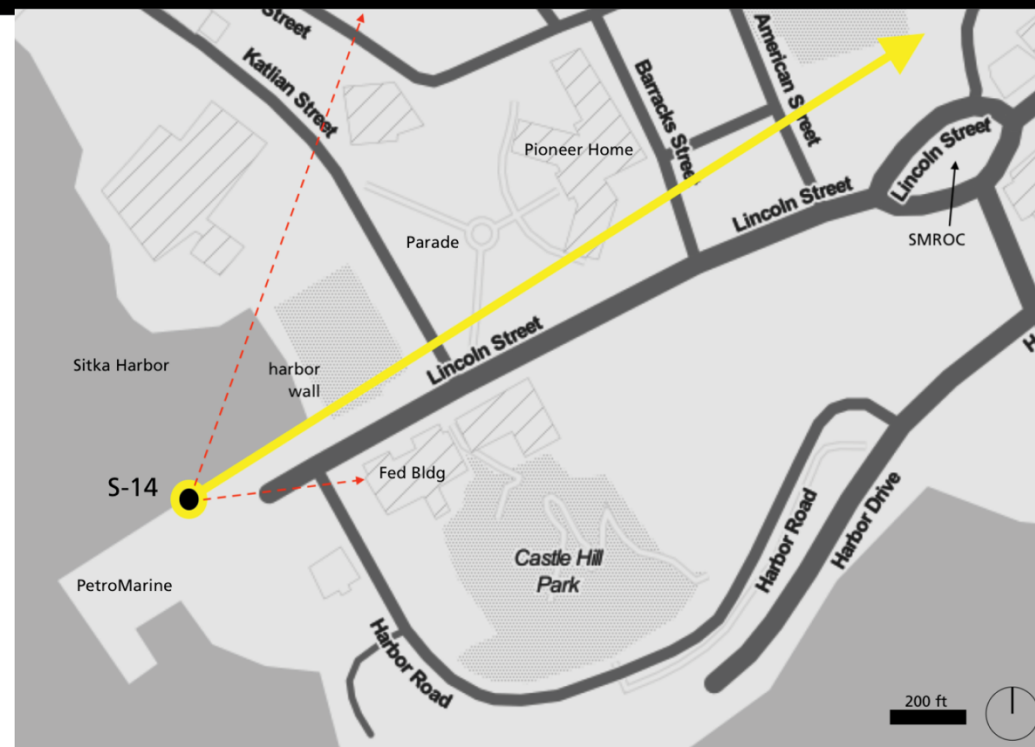 Street
Katlian Street
Barracks Street
American Street
Pioneer Home
Lincoln Street
Lincoln Street
SMROC
Parade
Sitka Harbor
harbor
wall
Lincoln Street
S-14
Fed Bldg
Castle Hill
Park
Harbor Road
Harbor Drive
PetroMarine
Harbor Road
200 ft